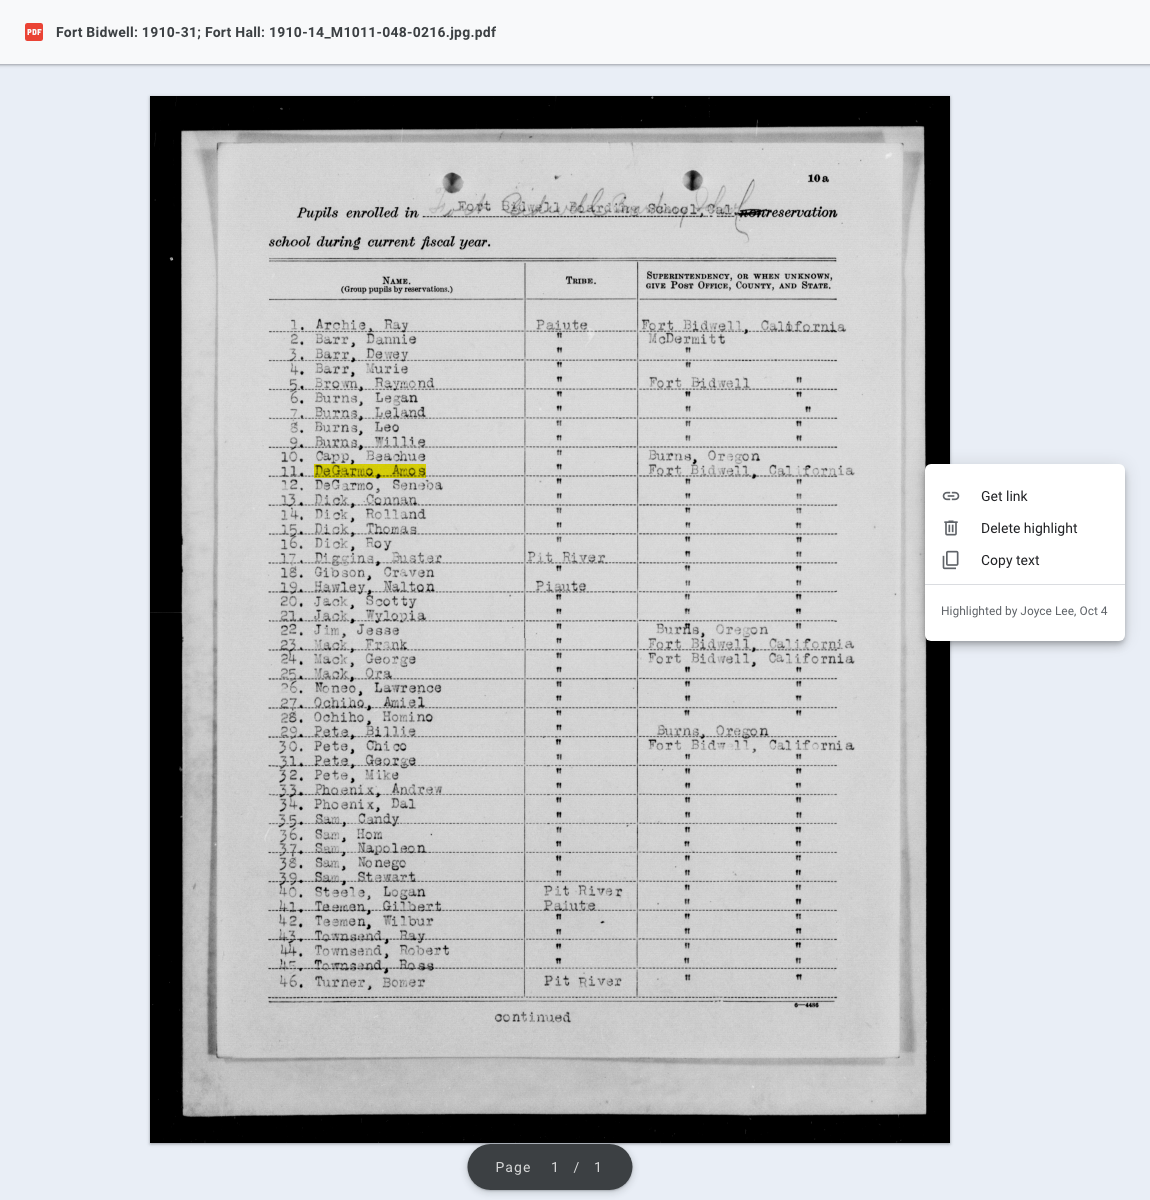 PDF Fort Bidwell: 1910-31; Fort Hall: 1910-14_M1011-048-0216.jpg.pdf
10a
Pupils enrolled in Fort Bidwell Boarding School, Cal nonreservation
school during current fiscal year.
NAME. TRIBE. SUPERINTENDENCY, OR WHEN UNKNOWN,
(Group pupils by reservations.) GIVE POST OFFICE, COUNTY, AND STATE.
1. Archie, Ray Paiute Fort Bidwell, California
2. Barr, Dannie " McDermitt
3. Barr, Dewey " "
4. Barr, Murie " "
5. Brown, Raymond " Fort Bidwell "
6. Burns, Legan " " "
7. Burns, Leland " " "
8. Burns, Leo " " "
9. Burns, Willie " " "
10. Capp, Beachue " Burns, Oregon
11. DeGarmo, Amos " Fort Bidwell, California
12. DeGarmo, Seneba " " "
13. Dick, Connan " " "
14. Dick, Rolland " " "
15. Dick, Thomas " " "
16. Dick, Roy " " "
17. Diggins, Buster Pit River " "
18. Gibson, Craven " " "
19. Hawley, Nalton Piaute " "
20. Jack, Scotty " " "
21. Jack, Wylopia " " "
22. Jim, Jesse " Burns, Oregon "
23. Mack, Frank " Fort Bidwell, California
24. Mack, George " Fort Bidwell, California
25. Mack, Ora " " "
26. Noneo, Lawrence " " "
27. Ochiho, Amiel " " "
28. Ochiho, Homino " " "
29. Pete, Billie " Burns, Oregon
30. Pete, Chico " Fort Bidwell, California
31. Pete, George " " "
32. Pete, Mike " " "
33. Phoenix, Andrew " " "
34. Phoenix, Dal " " "
35. Sam, Candy " " "
36. Sam, Hom " " "
37. Sam, Napoleon " " "
38. Sam, Nonego " " "
39. Sam, Stewart " " "
40. Steele, Logan Pit River " "
41. Teemen, Gilbert Paiute " "
42. Teemen, Wilbur " " "
43. Townsend, Ray " " "
44. Townsend, Robert " " "
45. Townsend, Ross " " "
46. Turner, Bomer Pit River " "
6—4486
continued
Get link
Delete highlight
Copy text
Highlighted by Joyce Lee, Oct 4
Page 1 / 1